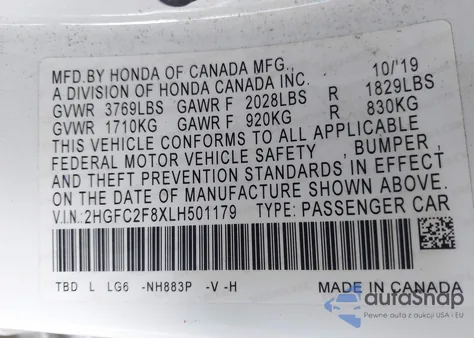 MFD.BY HONDA OF CANADA MFG., 10/'19
A DIVISION OF HONDA CANADA INC.
GVWR 3769LBS GAWR F 2028LBS R 1829LBS
GVWR 1710KG GAWR F 920KG R 830KG
THIS VEHICLE CONFORMS TO ALL APPLICABLE
FEDERAL MOTOR VEHICLE SAFETY , BUMPER ,
AND THEFT PREVENTION STANDARDS IN EFFECT
ON THE DATE OF MANUFACTURE SHOWN ABOVE.
V.I.N: 2HGFC2F8XLH501179 TYPE: PASSENGER CAR
TBD L LG6 -NH883P -V -H MADE IN CANADA
autasnap
Pewne auta z aukcji USA i EU